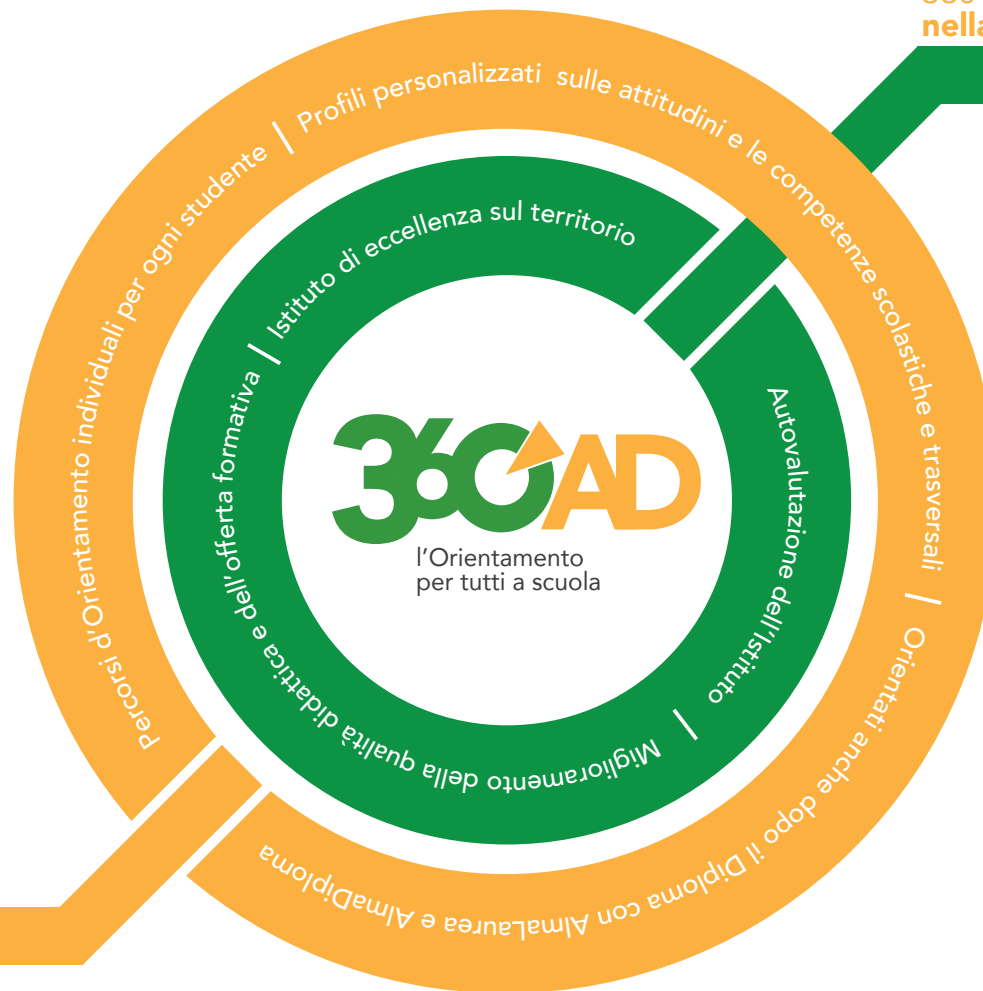 nella
Percorsi d'Orientamento individuali per ogni studente | Profili personalizzati sulle attitudini e le competenze scolastiche e trasversali | Orientati anche dopo il Diploma con AlmaLaurea e AlmaDiploma
Autovalutazione dell'Istituto | Miglioramento della qualità didattica e dell'offerta formativa | Istituto di eccellenza sul territorio
360AD
l'Orientamento
per tutti a scuola